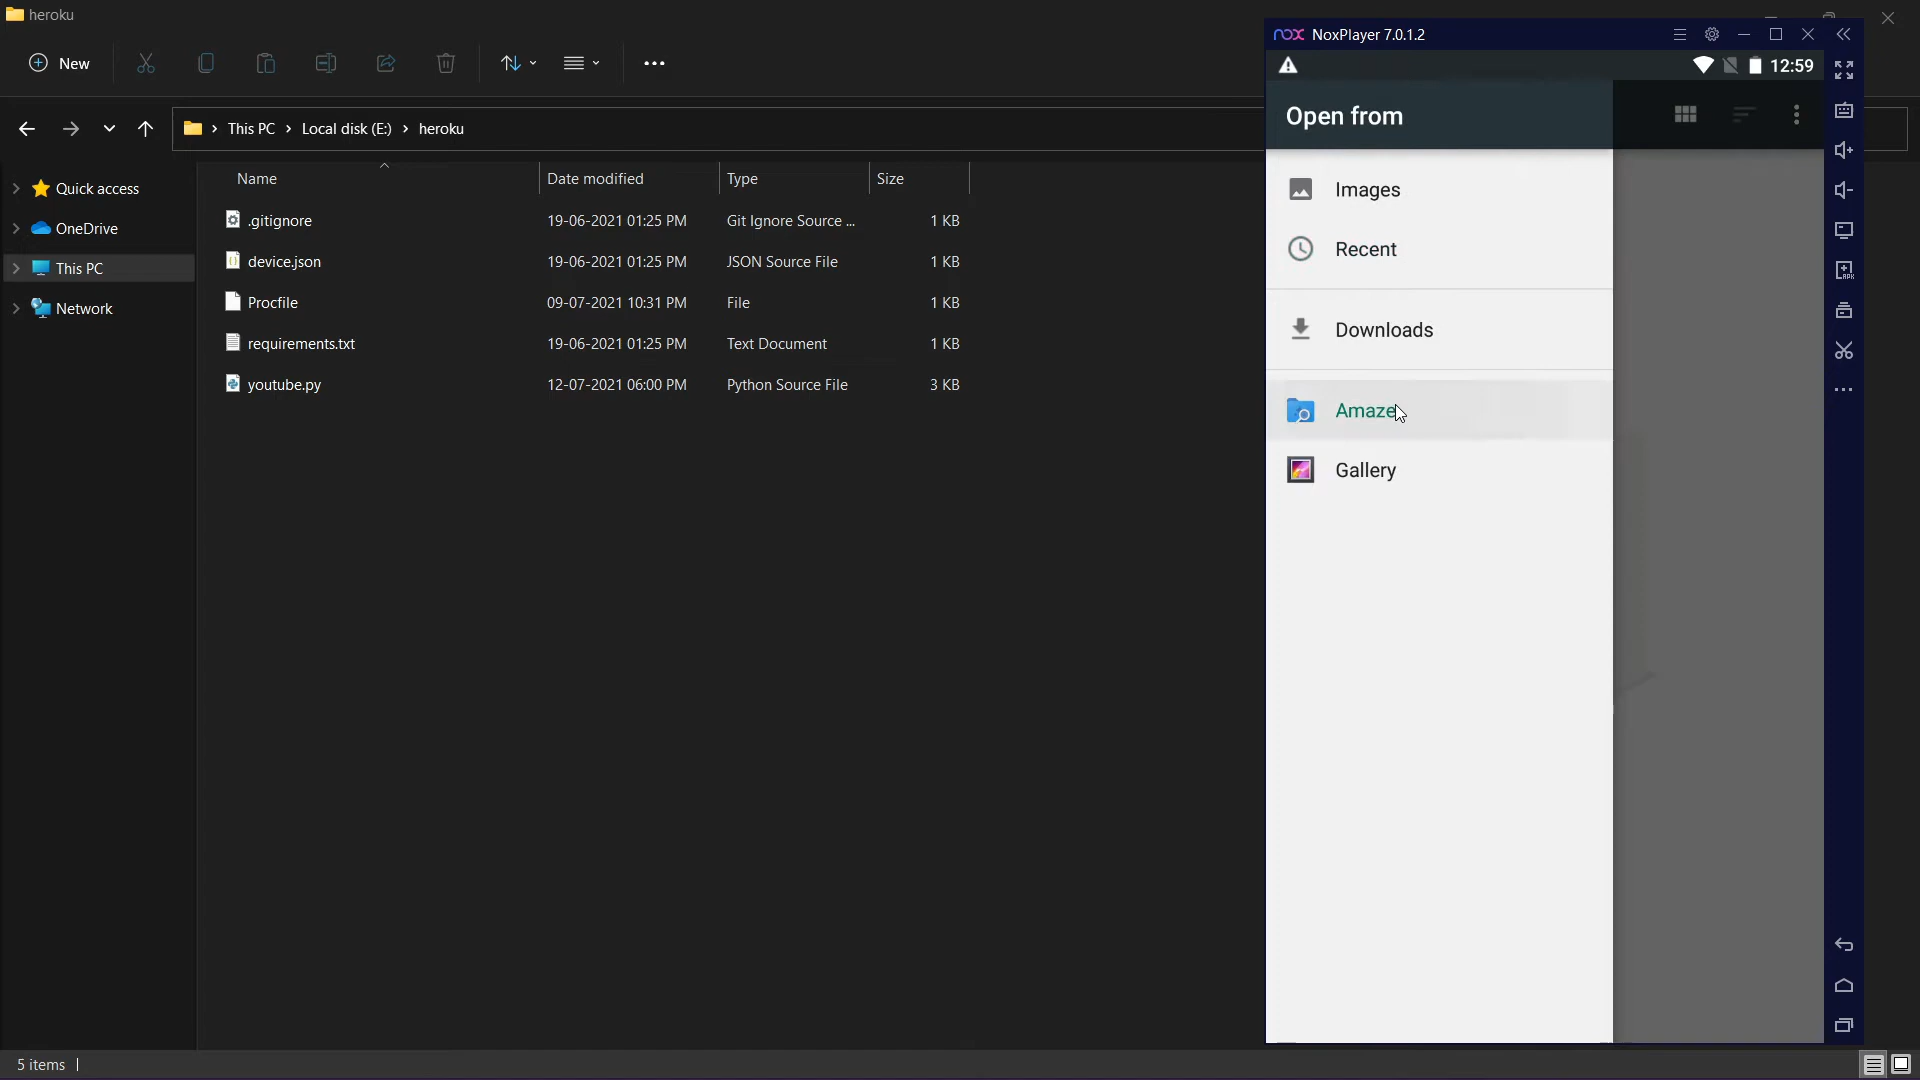 heroku
New
This PC
Local disk (E:)
heroku
Quick access
OneDrive
This PC
Network
Name Date modified Type Size
.gitignore 19-06-2021 01:25 PM Git Ignore Source ... 1 KB
device.json 19-06-2021 01:25 PM JSON Source File 1 KB
Procfile 09-07-2021 10:31 PM File 1 KB
requirements.txt 19-06-2021 01:25 PM Text Document 1 KB
youtube.py 12-07-2021 06:00 PM Python Source File 3 KB
5 items
nox NoxPlayer 7.0.1.2
12:59
Open from
Images
Recent
Downloads
Amaze
Gallery
APK